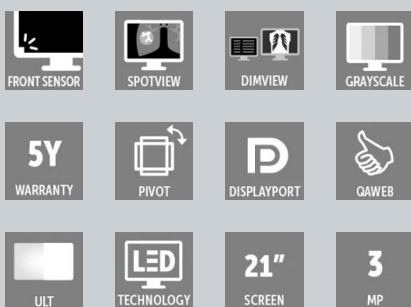 FRONT SENSOR
SPOTVIEW
DIMVIEW
GRAYSCALE
5Y
WARRANTY
PIVOT
DISPLAYPORT
QAWEB
ULT
LED
TECHNOLOGY
21"
SCREEN
3
MP